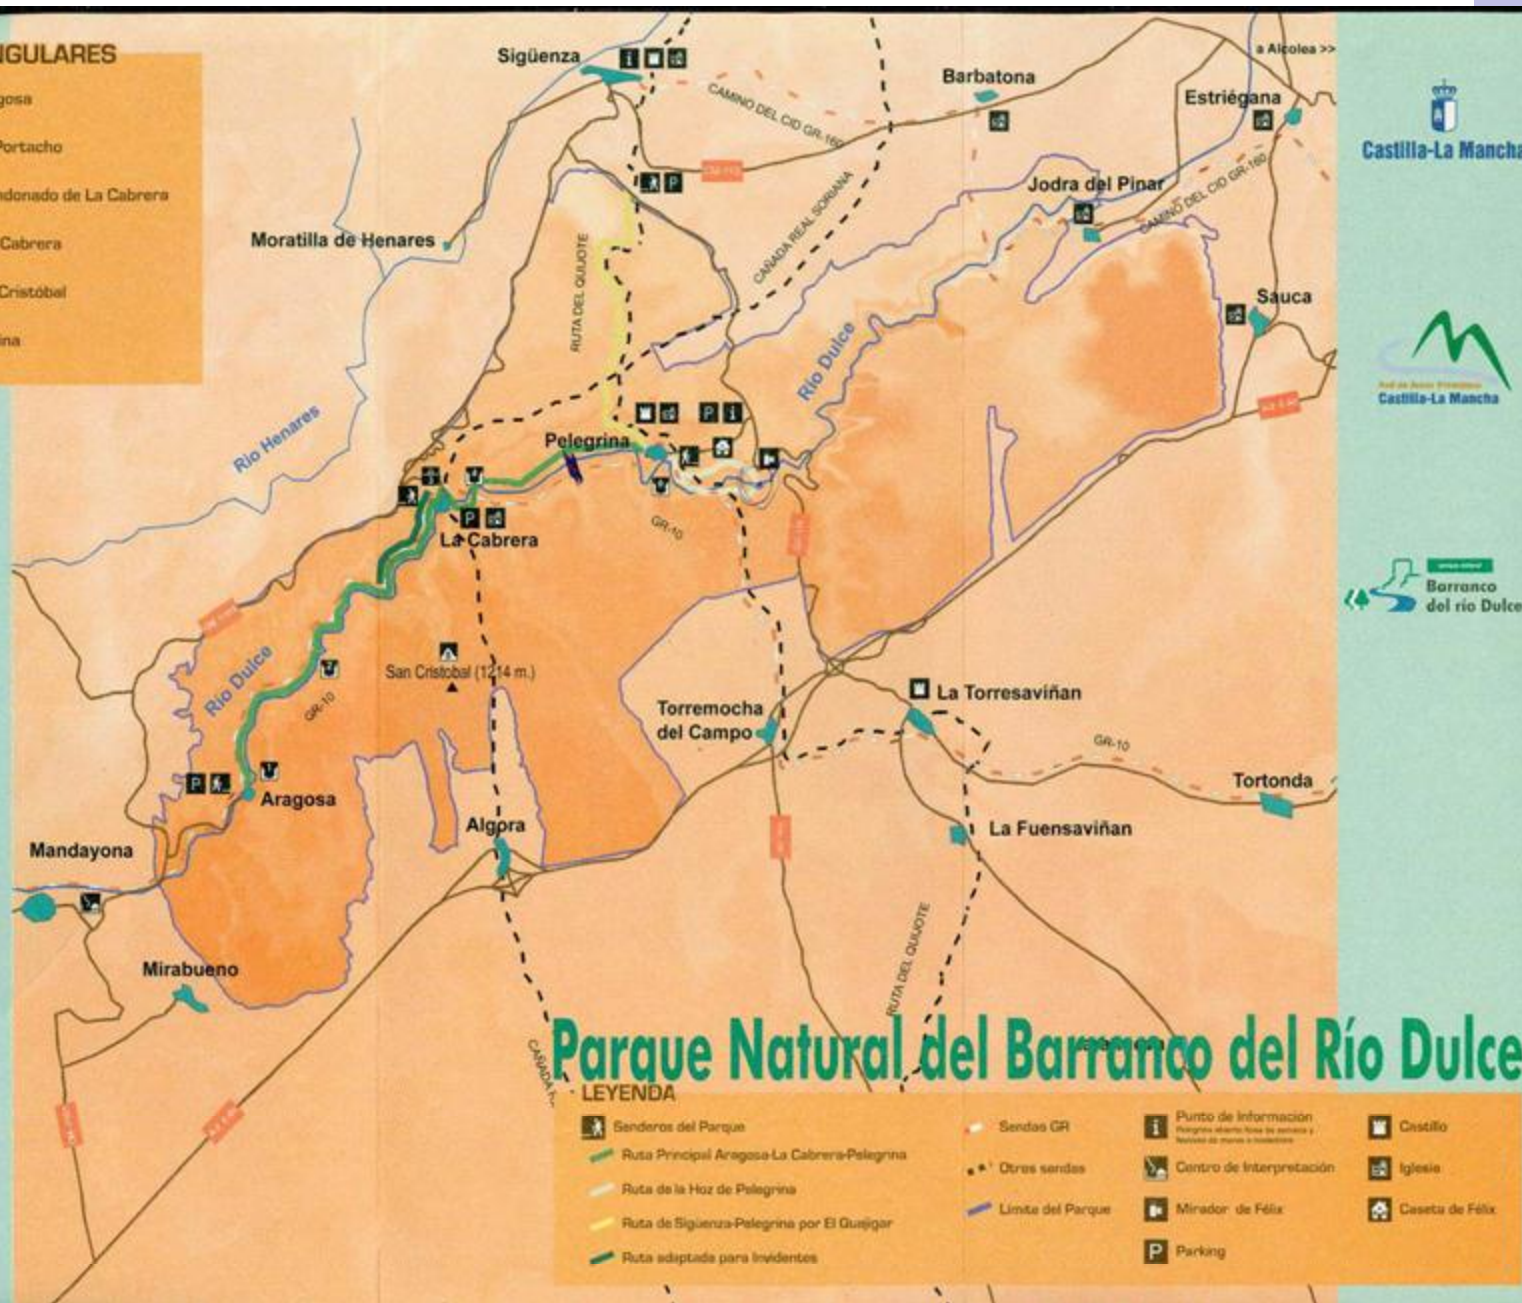 NGULARES
gosa
Portacho
ndonado de La Cabrera
Cabrera
Cristóbal
ina
Sigüenza
CAMINO DEL CID GR-160
Barbatona
a Alcolea >>
Estriégana
Castilla-La Mancha
Jodra del Pinar
CAMINO DEL CID GR-160
CAÑADA REAL SORIANA
Moratilla de Henares
RUTA DEL QUIJOTE
Sauca
Río Dulce
Castilla-La Mancha
Río Henares
Pelegrina
GR-10
La Cabrera
Barranco
del río Dulce
Río Dulce
San Cristobal (1214 m.)
GR-10
La Torresaviñan
Torremocha
del Campo
GR-10
Tortonda
Aragosa
Algora
La Fuensaviñan
Mandayona
RUTA DEL QUIJOTE
Mirabueno
CAÑADA
Parque Natural del Barranco del Río Dulce
LEYENDA
Senderos del Parque
Ruta Principal Aragosa-La Cabrera-Pelegrina
Ruta de la Hoz de Pelegrina
Ruta de Sigüenza-Pelegrina por El Quejigar
Ruta adaptada para Invidentes
Sendas GR
Otras sendas
Límite del Parque
Punto de Información
Centro de Interpretación
Mirador de Félix
Parking
Castillo
Iglesia
Caseta de Félix